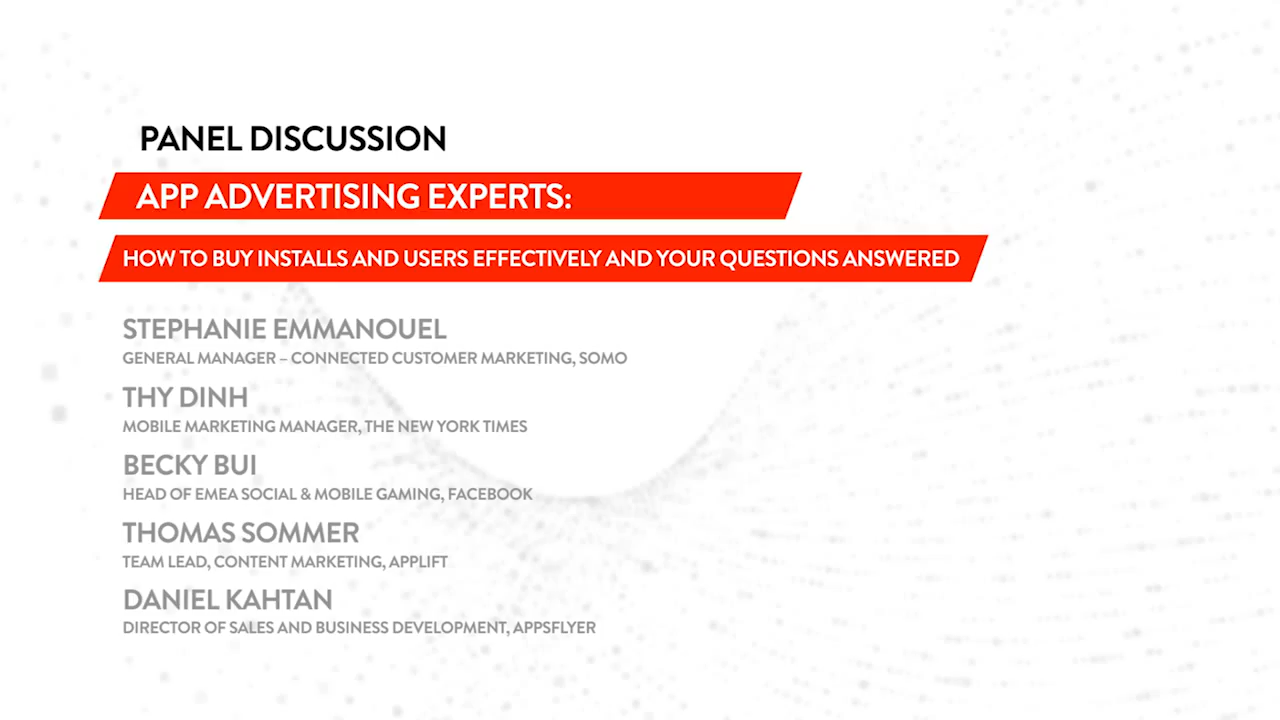 PANEL DISCUSSION
APP ADVERTISING EXPERTS:
HOW TO BUY INSTALLS AND USERS EFFECTIVELY AND YOUR QUESTIONS ANSWERED
STEPHANIE EMMANOUEL
GENERAL MANAGER – CONNECTED CUSTOMER MARKETING, SOMO
THY DINH
MOBILE MARKETING MANAGER, THE NEW YORK TIMES
BECKY BUI
HEAD OF EMEA SOCIAL & MOBILE GAMING, FACEBOOK
THOMAS SOMMER
TEAM LEAD, CONTENT MARKETING, APPLIFT
DANIEL KAHTAN
DIRECTOR OF SALES AND BUSINESS DEVELOPMENT, APPSFLYER